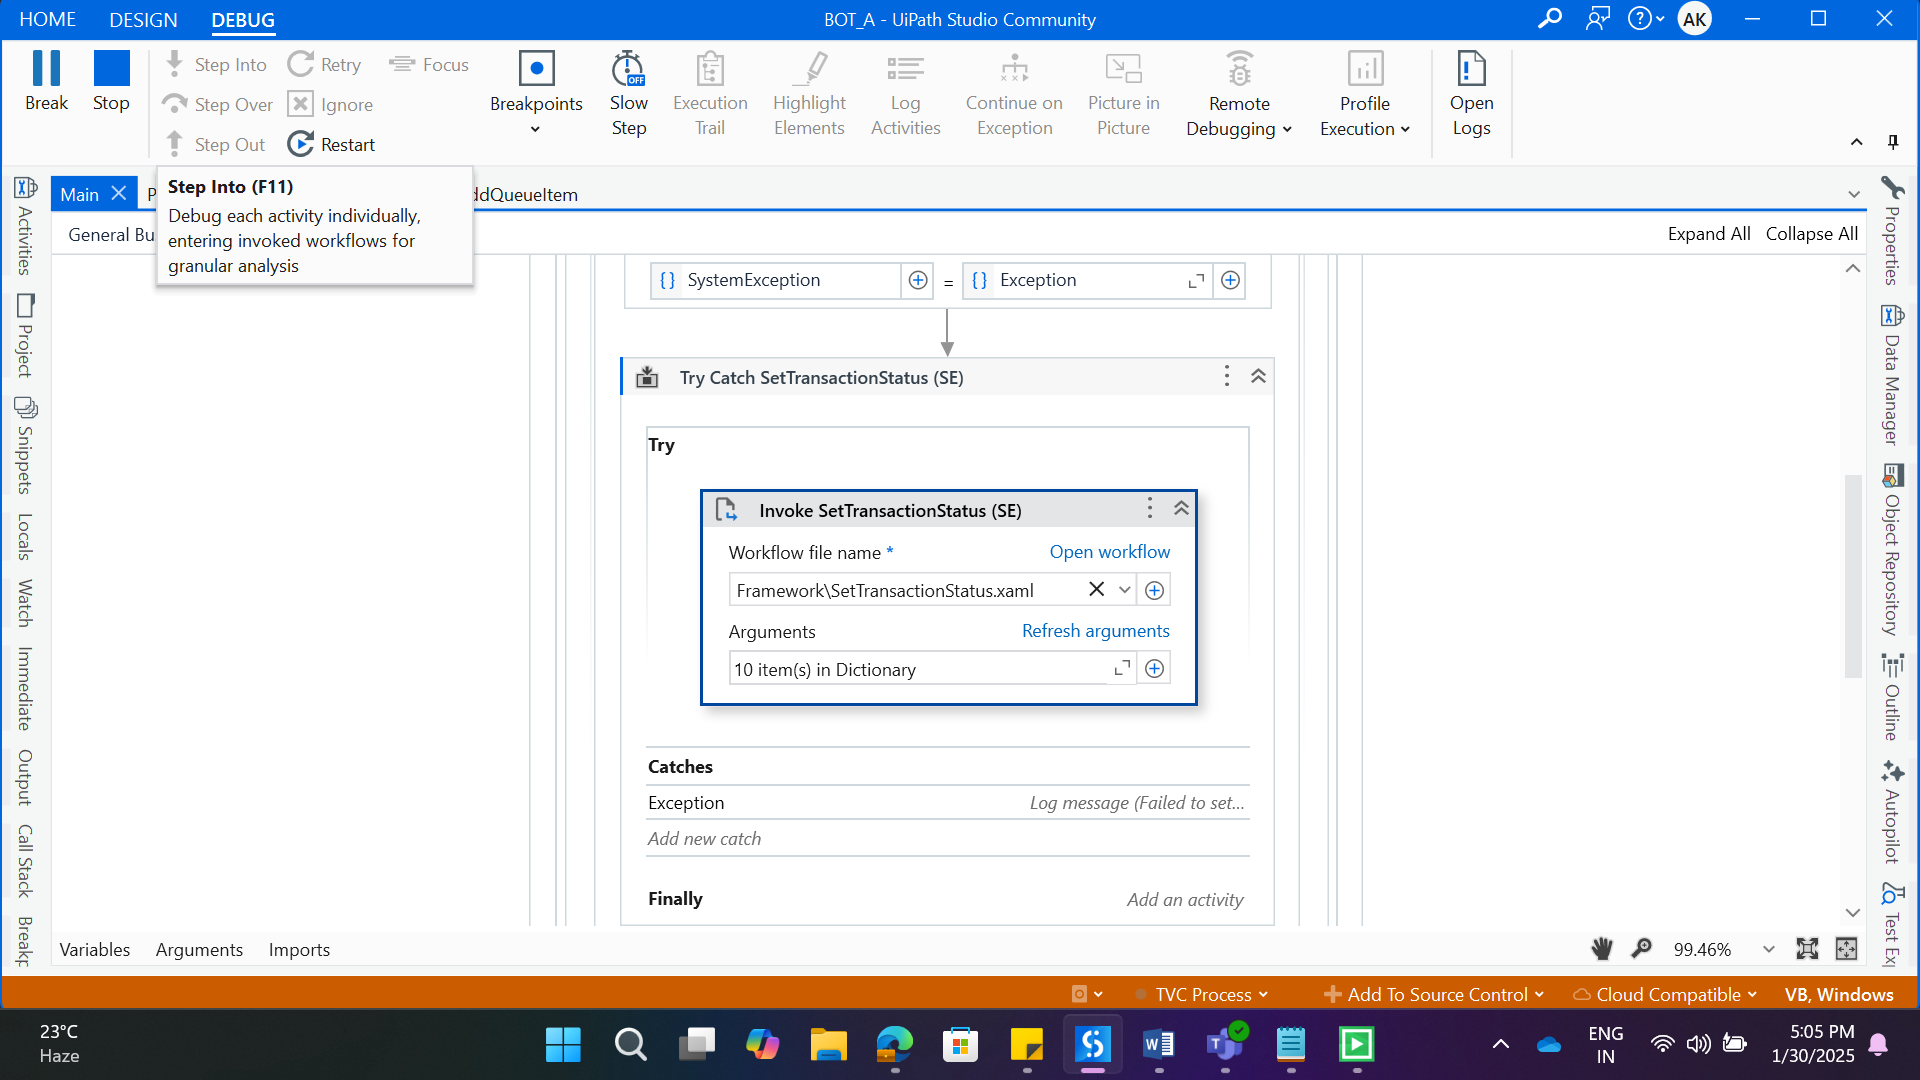 HOME DESIGN DEBUG
BOT_A - UiPath Studio Community
AK
Break
Stop
Step Into
Step Over
Step Out
Retry
Ignore
Restart
Focus
Breakpoints
OFF
Slow
Step
Execution
Trail
Highlight
Elements
Log
Activities
Continue on
Exception
Picture in
Picture
Remote
Debugging
Profile
Execution
Open
Logs
Step Into (F11)
Debug each activity individually,
entering invoked workflows for
granular analysis
Main
P
ddQueueItem
General Bu
Expand All Collapse All
Activities
Project
Snippets
Locals
Watch
Immediate
Output
Call Stack
Breakp
SystemException = Exception
Try Catch SetTransactionStatus (SE)
Try
Invoke SetTransactionStatus (SE)
Workflow file name * Open workflow
Framework\SetTransactionStatus.xaml
Arguments Refresh arguments
10 item(s) in Dictionary
Catches
Exception Log message (Failed to set...
Add new catch
Finally Add an activity
Properties
Data Manager
Object Repository
Outline
Autopilot
Test Exp
Variables Arguments Imports
99.46%
TVC Process Add To Source Control Cloud Compatible VB, Windows
23°C
Haze
ENG
IN
5:05 PM
1/30/2025